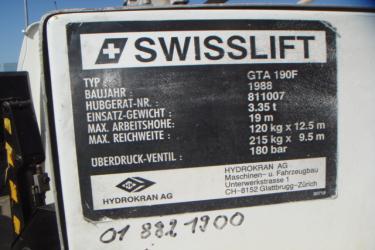 SWISSLIFT
TYP : GTA 190F
BAUJAHR : 1988
HUBGERAT-NR. : 811007
EINSATZ-GEWICHT : 3.35 t
MAX. ARBEITSHÖHE: 19 m
MAX. REICHWEITE : 120 kg x 12.5 m
215 kg x 9.5 m
ÜBERDRUCK-VENTIL : 180 bar
HYDROKRAN AG
HYDROKRAN AG
Maschinen- u. Fahrzeugbau
Unterwerkstrasse 1
CH-8152 Glattbrugg-Zürich
01 882 1900